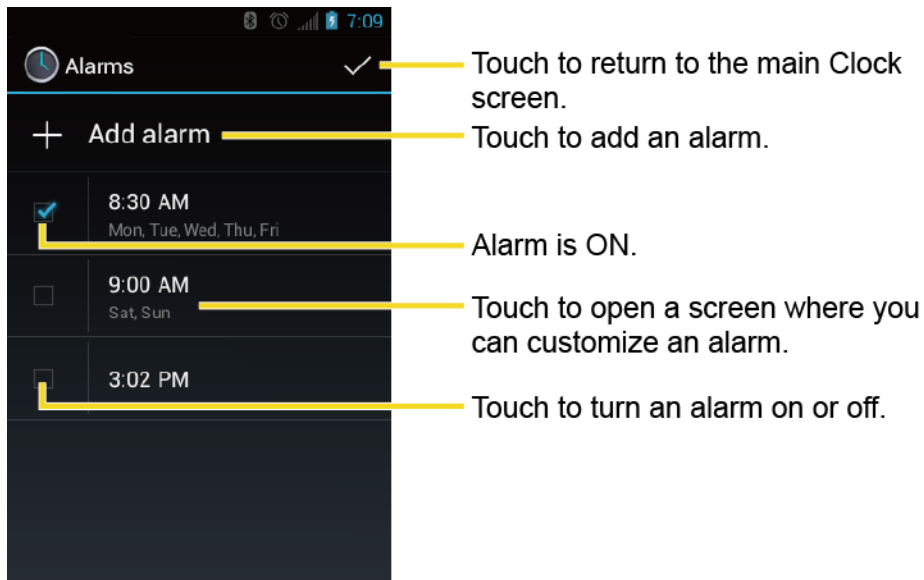 7:09
Alarms
Touch to return to the main Clock
screen.
Add alarm
Touch to add an alarm.
8:30 AM
Mon, Tue, Wed, Thu, Fri
Alarm is ON.
9:00 AM
Sat, Sun
Touch to open a screen where you
can customize an alarm.
3:02 PM
Touch to turn an alarm on or off.